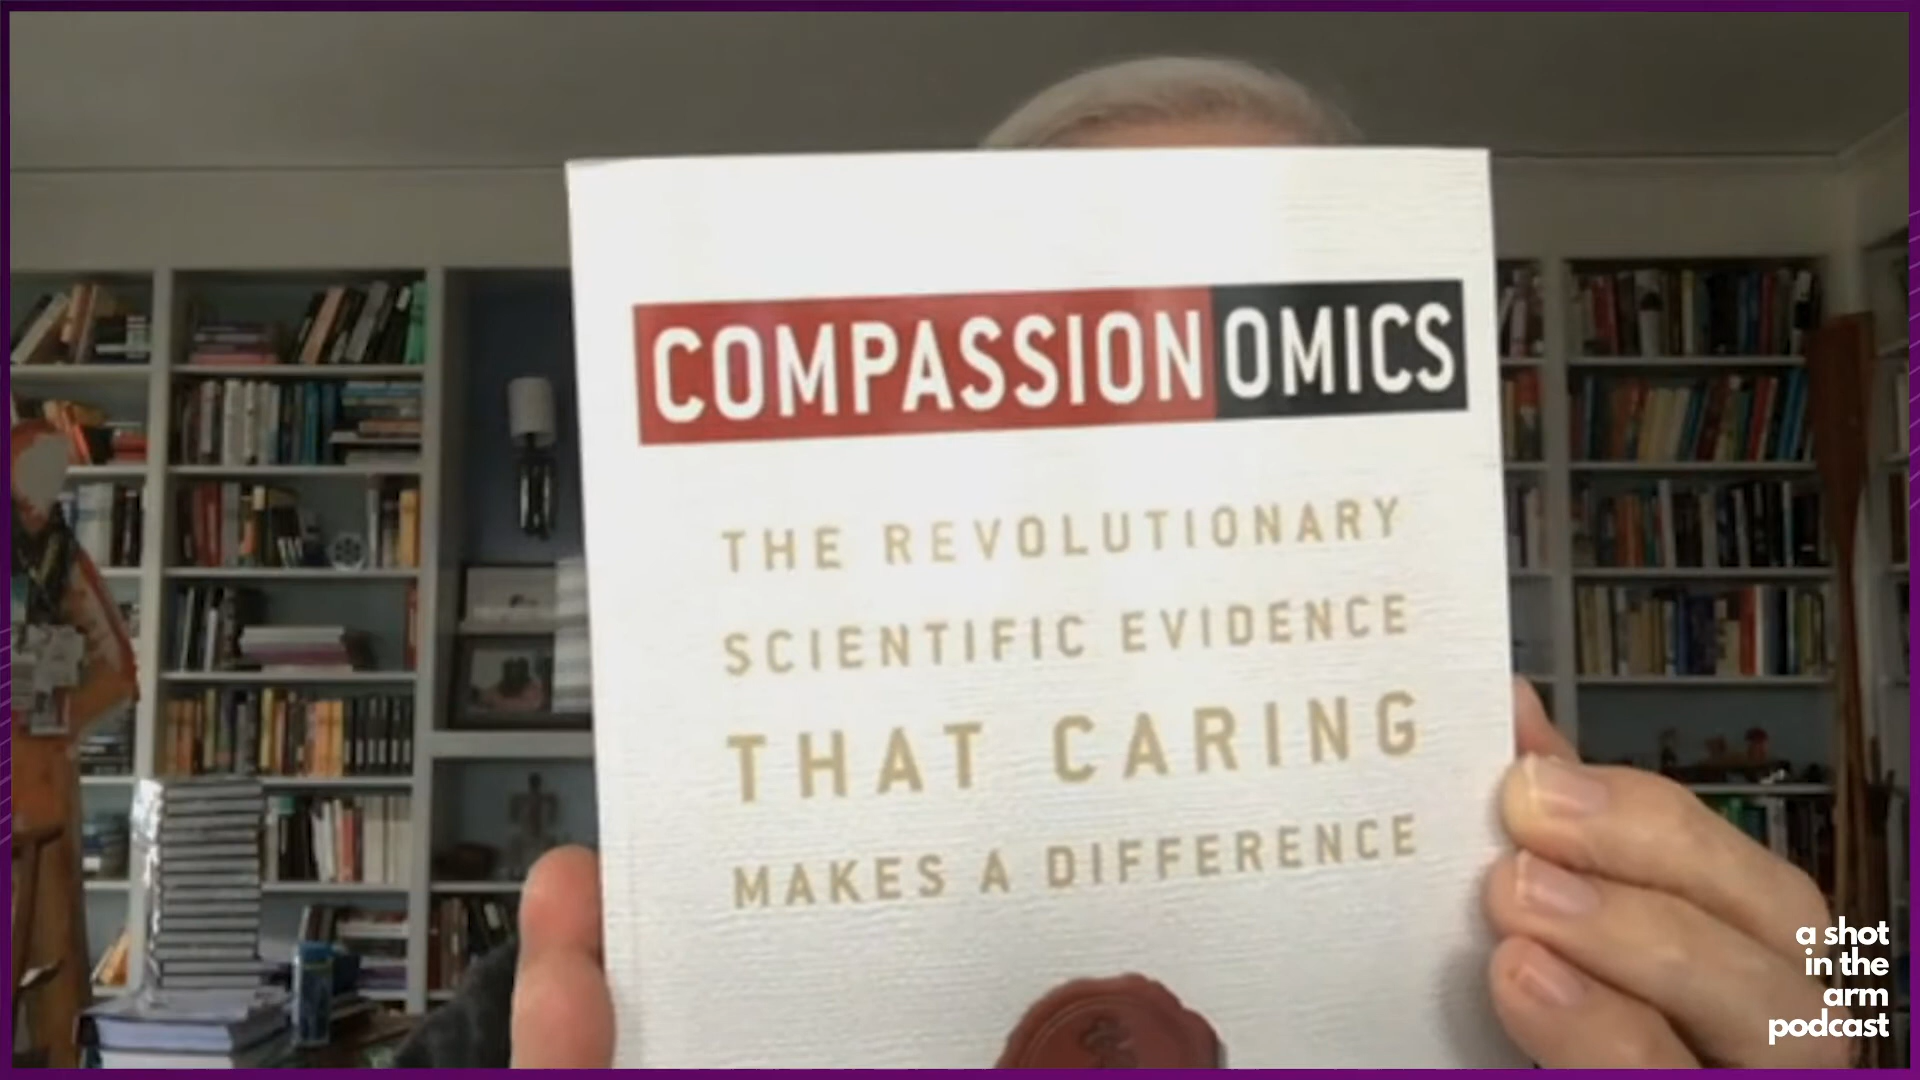 COMPASSIONOMICS
THE REVOLUTIONARY
SCIENTIFIC EVIDENCE
THAT CARING
MAKES A DIFFERENCE
a shot
in the
arm
podcast